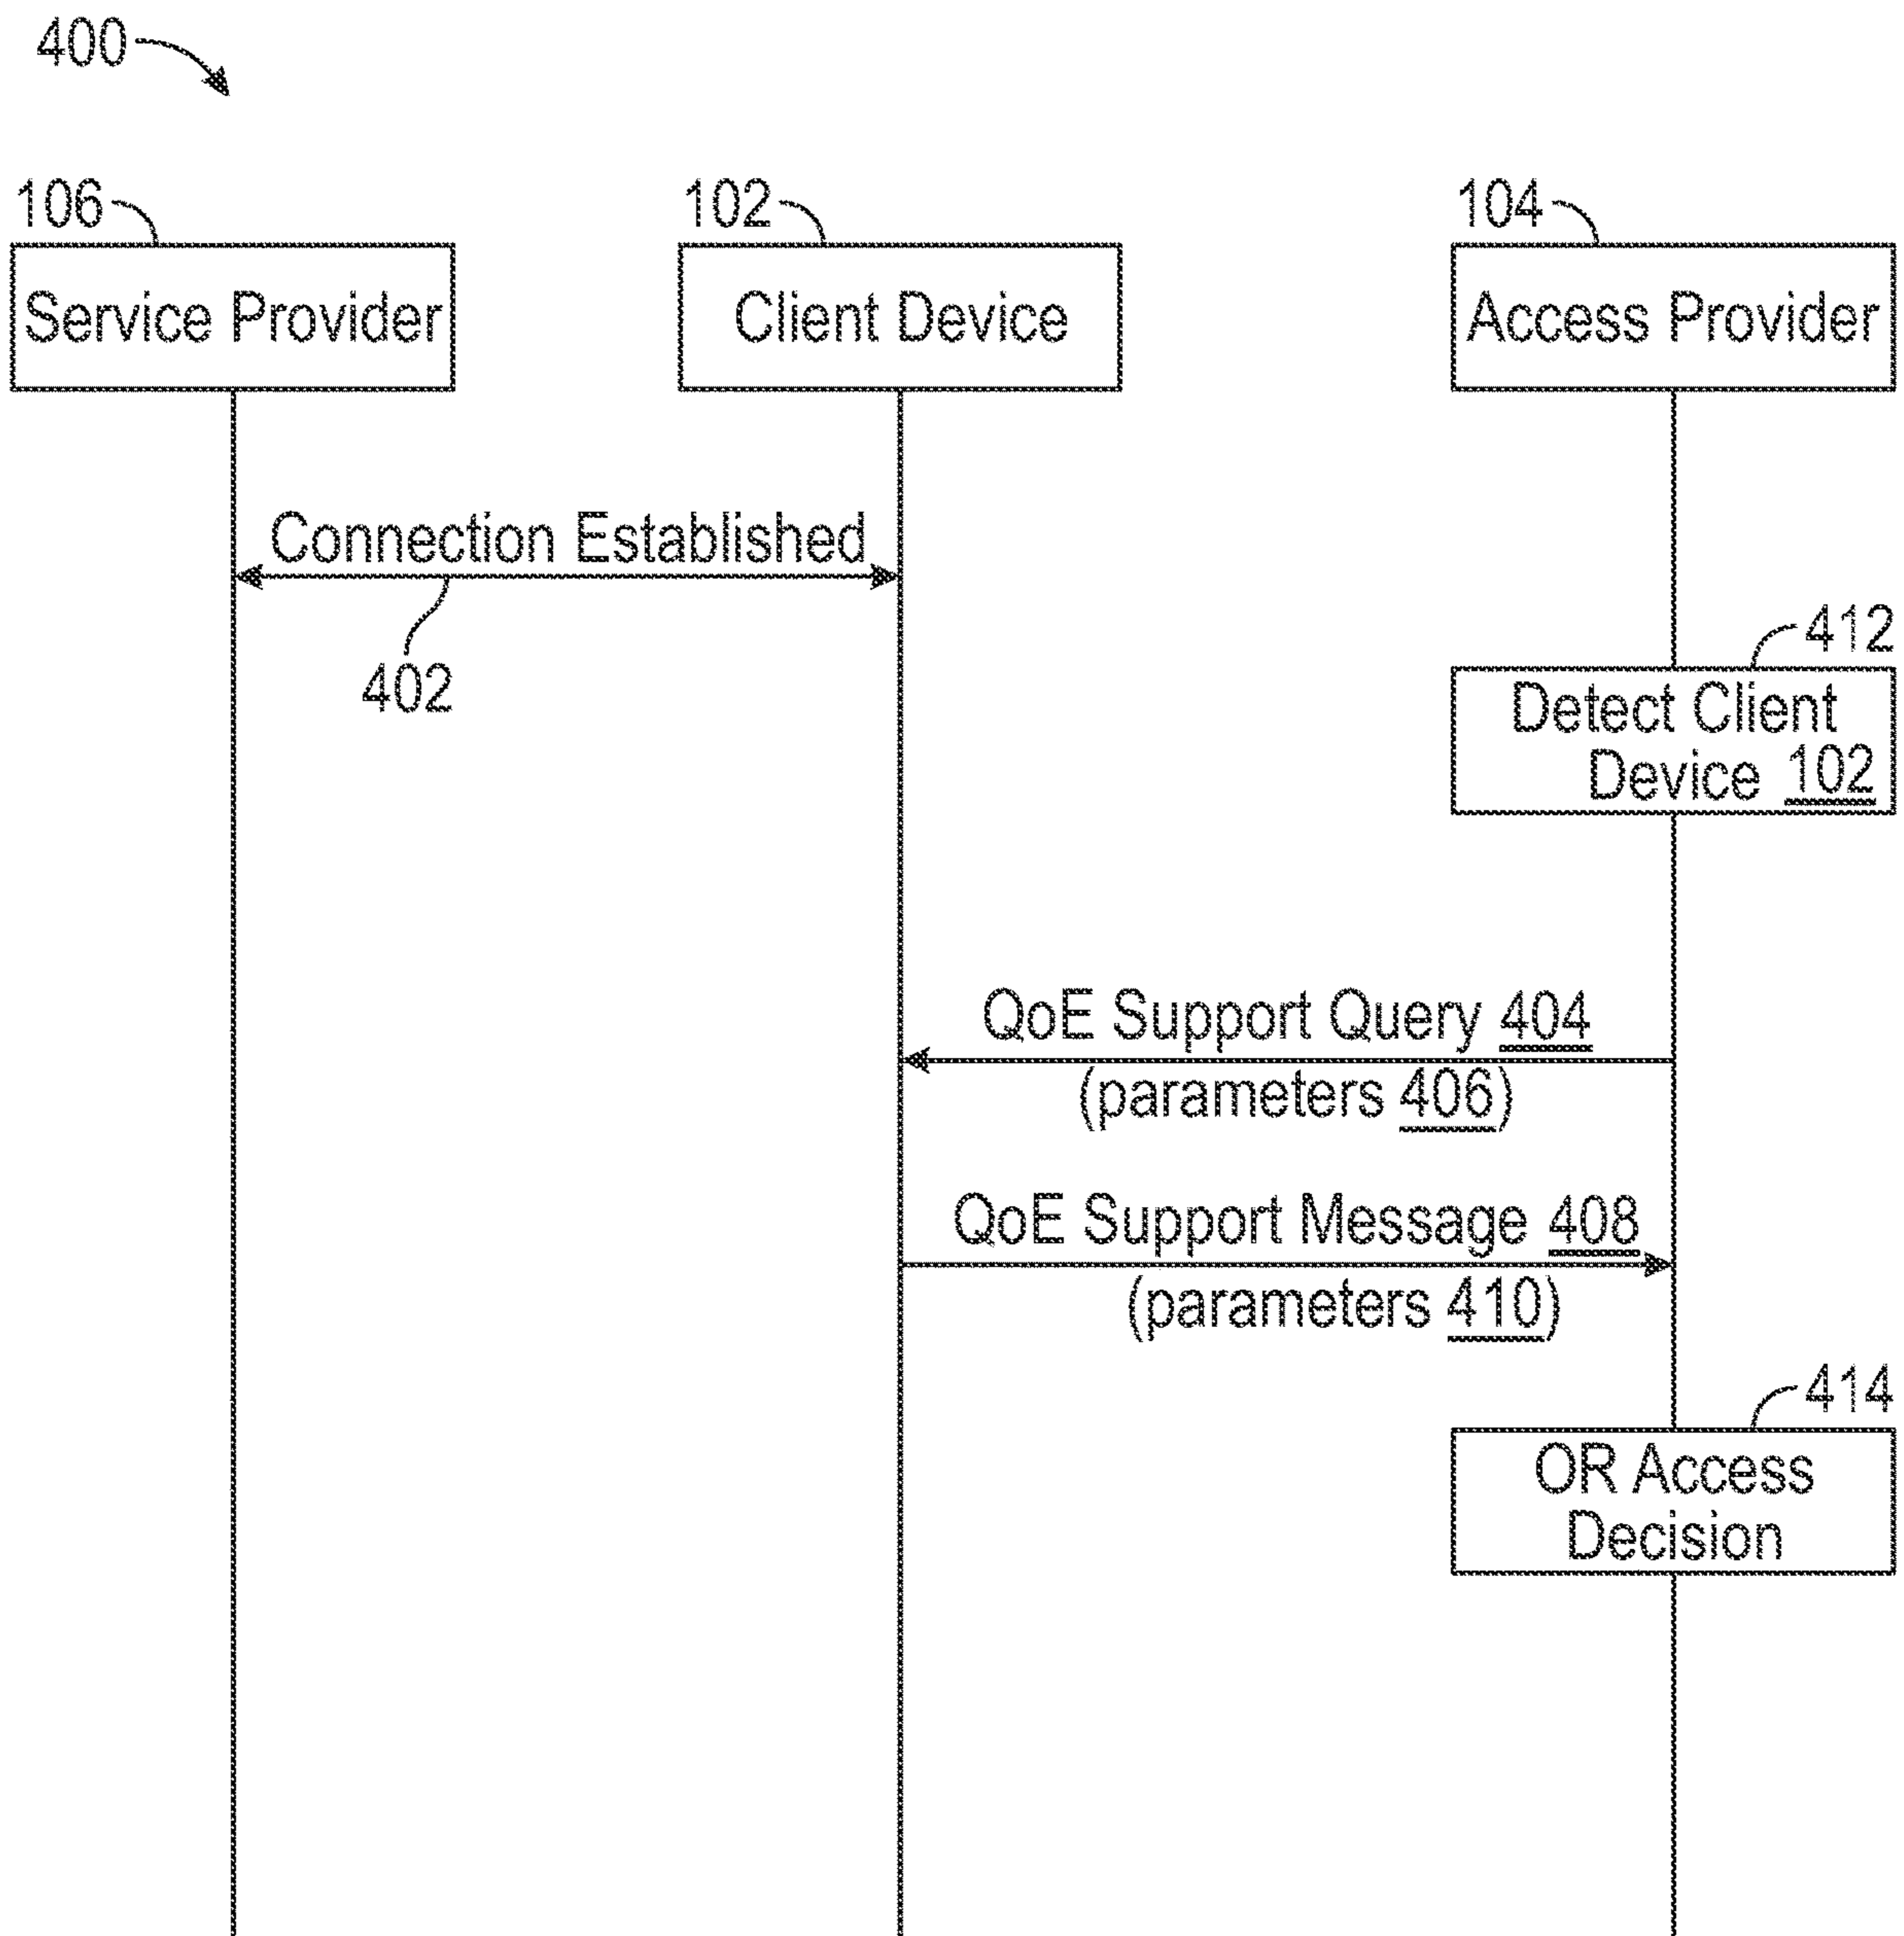 400
106
102
104
Service Provider
Client Device
Access Provider
Connection Established
402
412
Detect Client
Device 102
QoE Support Query 404
(parameters 406)
QoE Support Message 408
(parameters 410)
414
OR Access
Decision